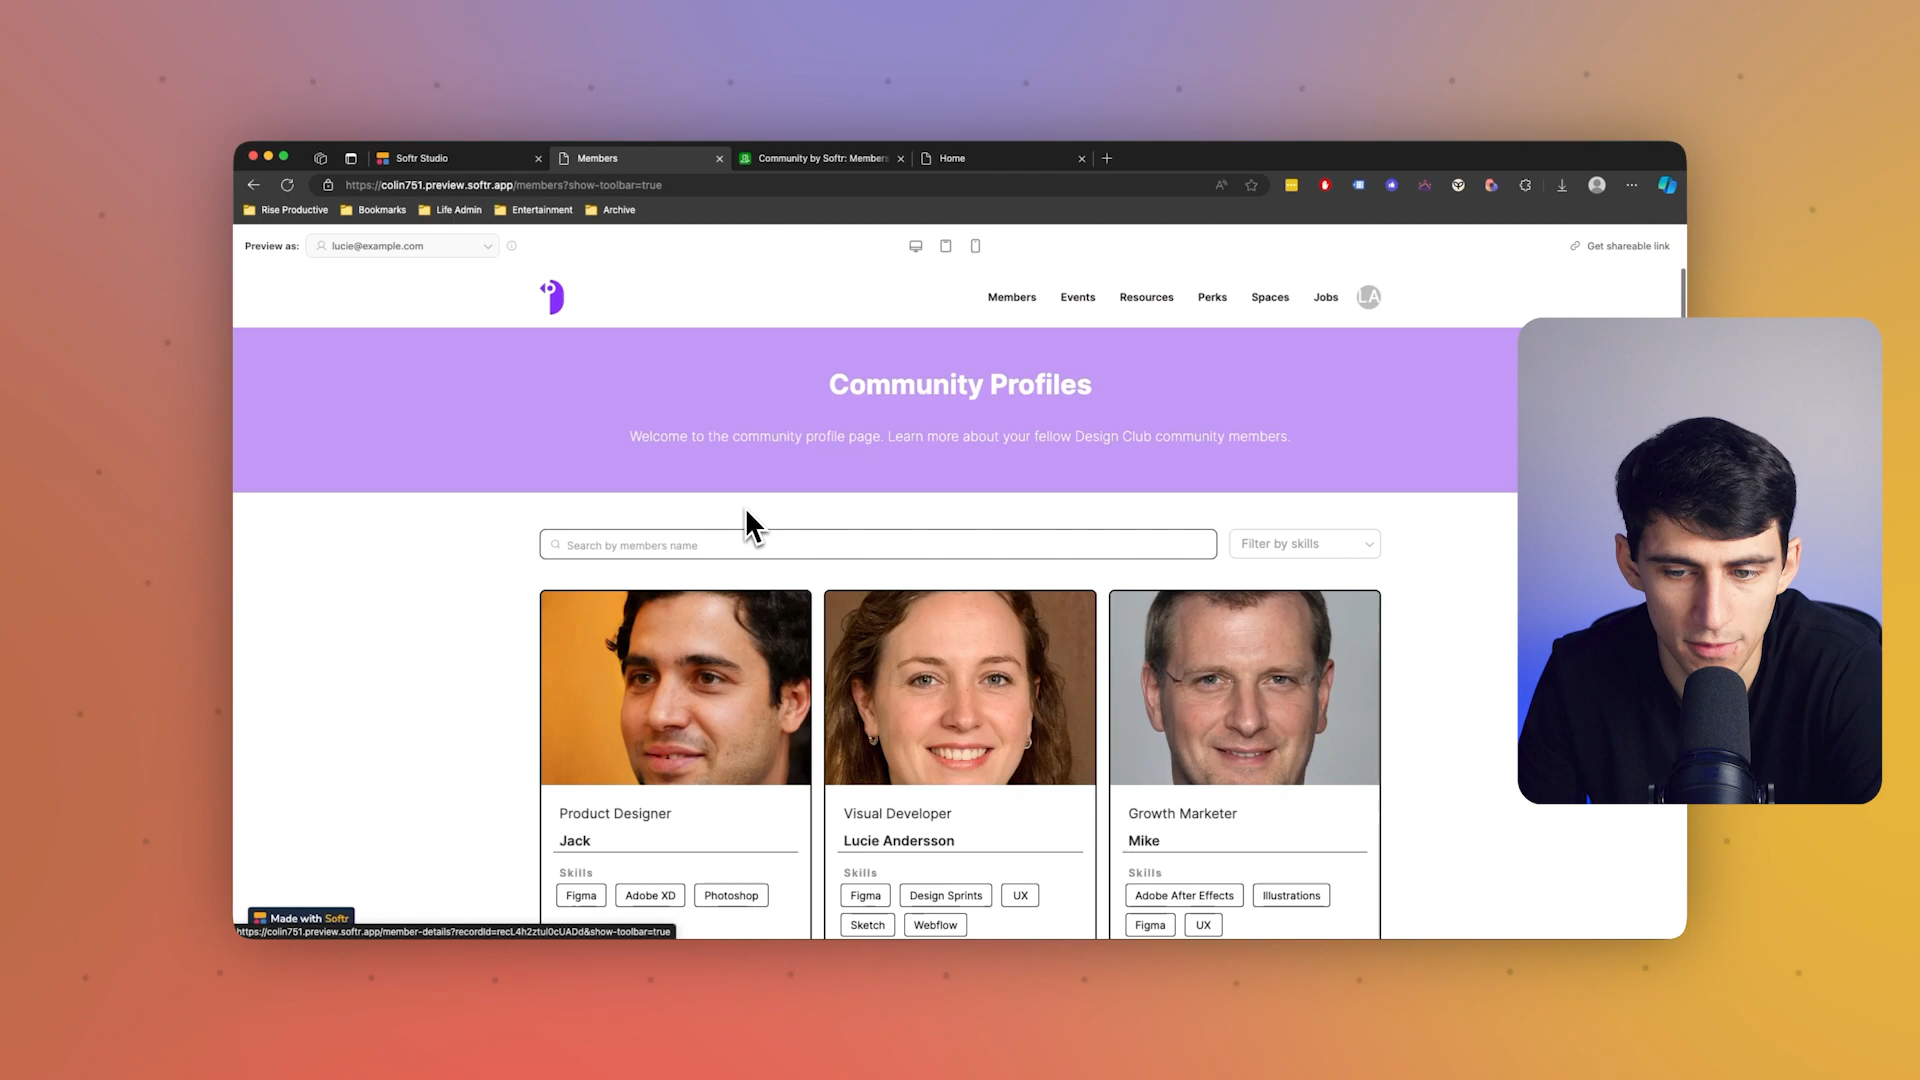 Softr Studio
Members
Community by Softr: Members
Home
https://colin751.preview.softr.app/members?show-toolbar=true
Rise Productive
Bookmarks
Life Admin
Entertainment
Archive
Preview as:
lucie@example.com
Get shareable link
Members
Events
Resources
Perks
Spaces
Jobs
LA
Community Profiles
Welcome to the community profile page. Learn more about your fellow Design Club community members.
Search by members name
Filter by skills
Product Designer
Jack
Skills
Figma
Adobe XD
Photoshop
Visual Developer
Lucie Andersson
Skills
Figma
Design Sprints
UX
Sketch
Webflow
Growth Marketer
Mike
Skills
Adobe After Effects
Illustrations
Figma
UX
Made with Softr
https://colin751.preview.softr.app/member-details?recordId=recL4h2ztul0cUADd&show-toolbar=true